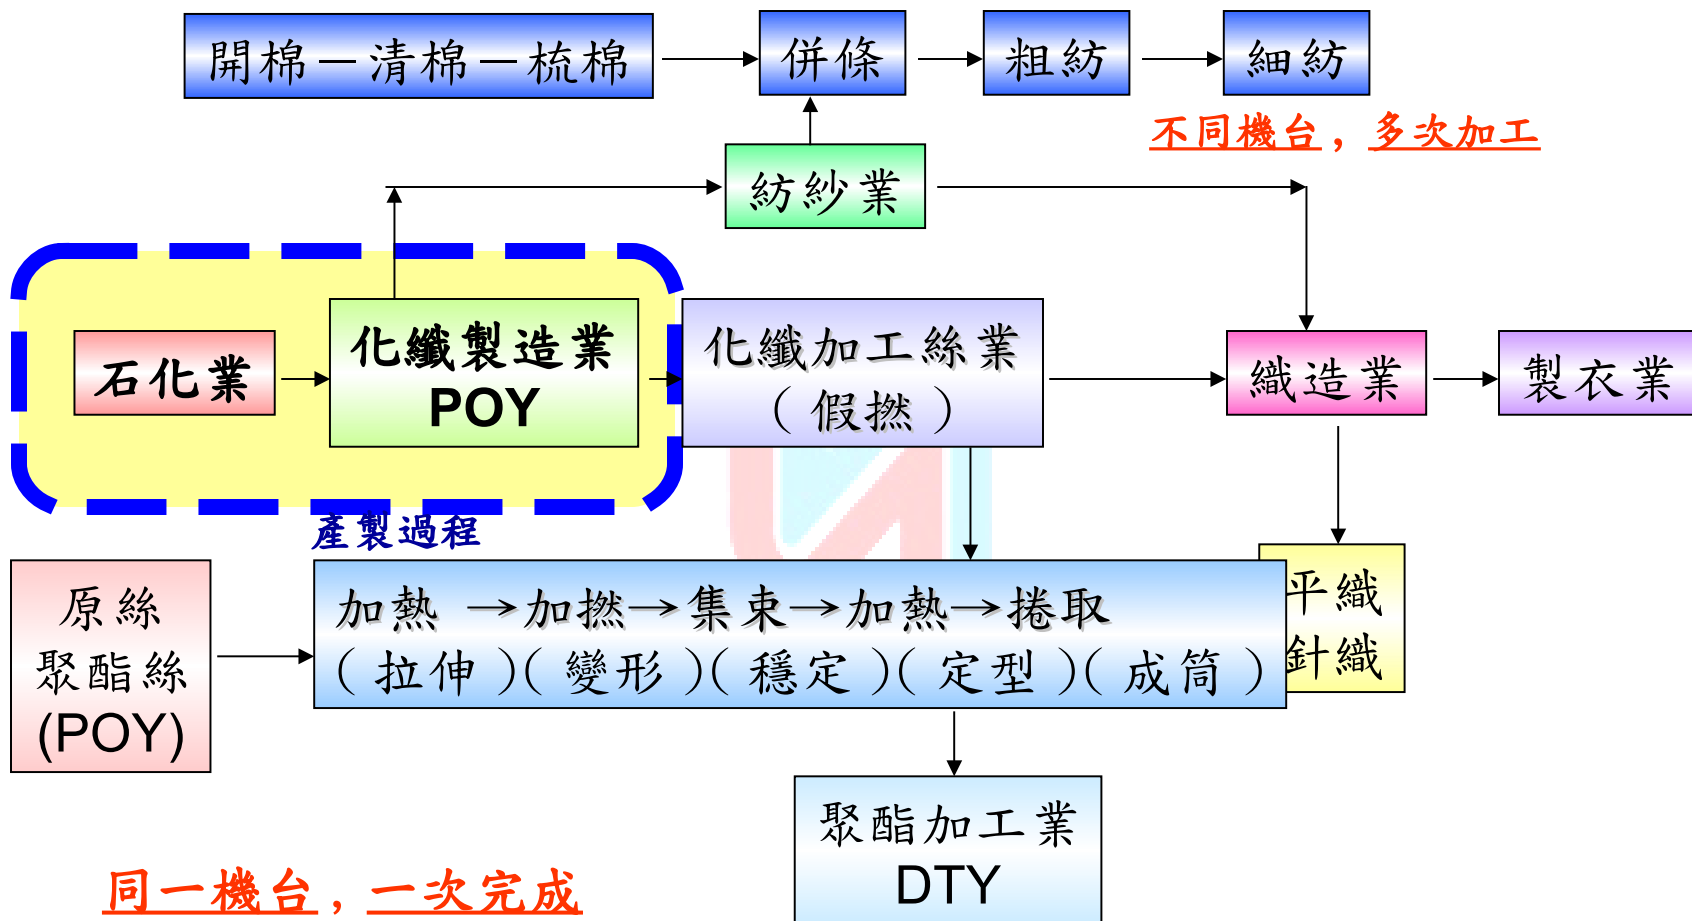 開棉－清棉－梳棉
併條
粗紡
細紡
不同機台，多次加工
紡紗業
石化業
化纖製造業
POY
化纖加工絲業
（假撚）
織造業
製衣業
產製過程
原絲
聚酯絲
(POY)
加熱→加撚→集束→加熱→捲取
（拉伸）（變形）（穩定）（定型）（成筒）
平織
針織
聚酯加工業
DTY
同一機台，一次完成